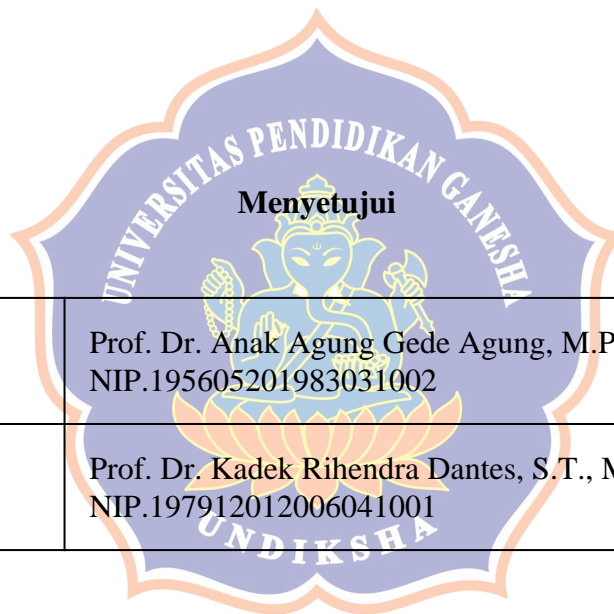 UNIVERSITAS PENDIDIKAN GANESHA
Menyetujui
Prof. Dr. Anak Agung Gede Agung, M.P
NIP.195605201983031002
Prof. Dr. Kadek Rihendra Dantes, S.T., M
NIP.197912012006041001
UNDIKSHA